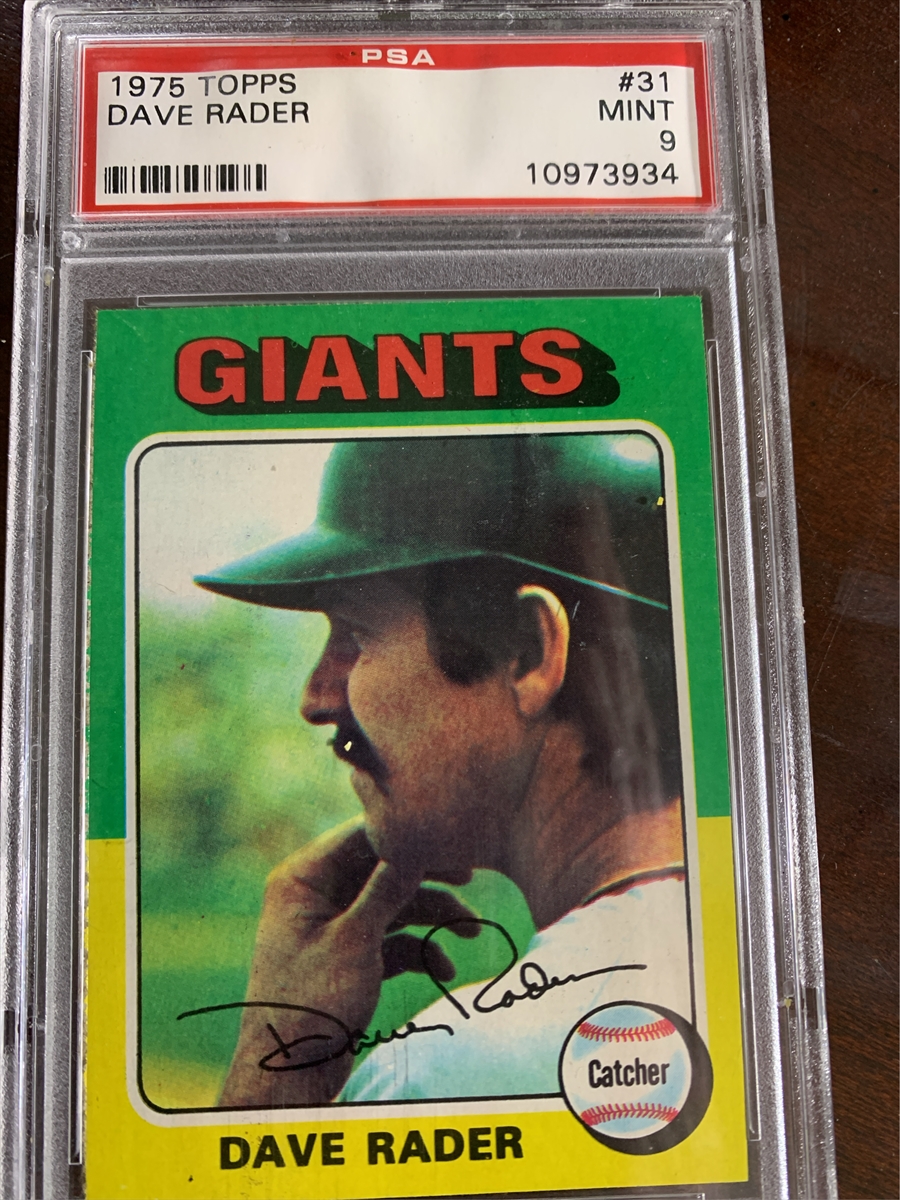 PSA
1975 TOPPS #31
DAVE RADER MINT
9
10973934
GIANTS
Dave Rader
Catcher
DAVE RADER